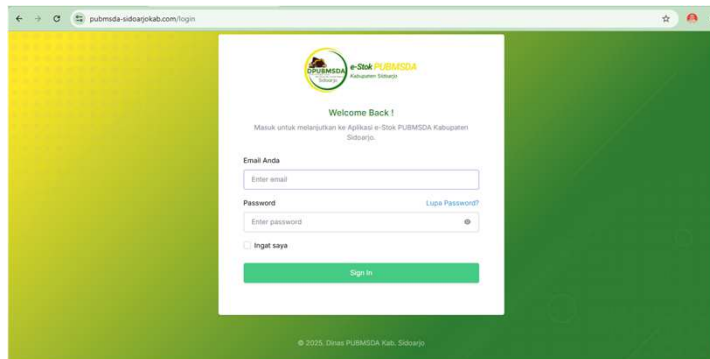 pubmsda-sidoarjokab.com/login
DPUBMSDA
Sidoarjo
e-Stok PUBMSDA
Kabupaten Sidoarjo
Welcome Back !
Masuk untuk melanjutkan ke Aplikasi e-Stok PUBMSDA Kabupaten
Sidoarjo.
Email Anda
Enter email
Password
Lupa Password?
Enter password
Ingat saya
Sign In
© 2025. Dinas PUBMSDA Kab. Sidoarjo